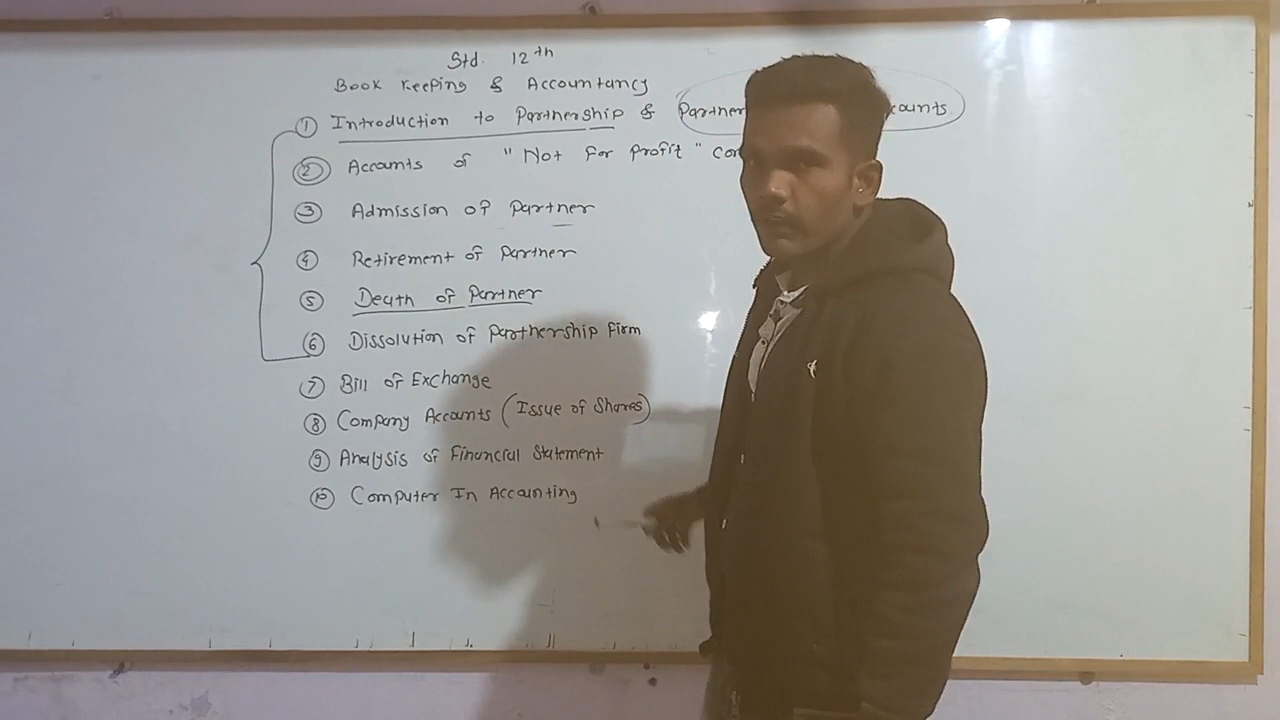 Std. 12th
Book Keeping & Accountancy
① Introduction to Partnership & Partner counts
② Accounts of "Not for Profit" con
③ Admission of Partner
④ Retirement of Partner
⑤ Death of Partner
⑥ Dissolution of Partnership Firm
⑦ Bill of Exchange
⑧ Company Accounts (Issue of Shares)
⑨ Analysis of Financial Statement
⑩ Computer In Accounting